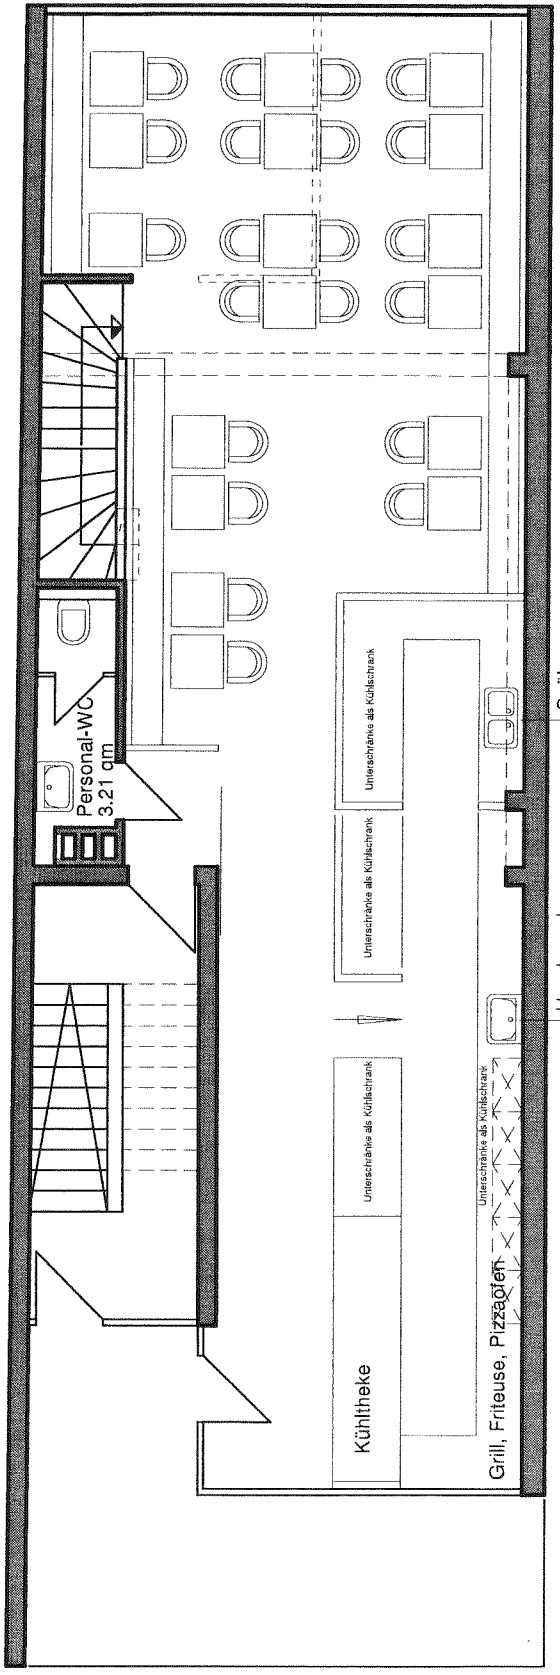 Personal-WC
3.21 qm
Unterschränke als Kühlschrank
Unterschränke als Kühlschrank
Unterschränke als Kühlschrank
Unterschränke als Kühlschrank
Kühltheke
Grill, Friteuse, Pizzaofen